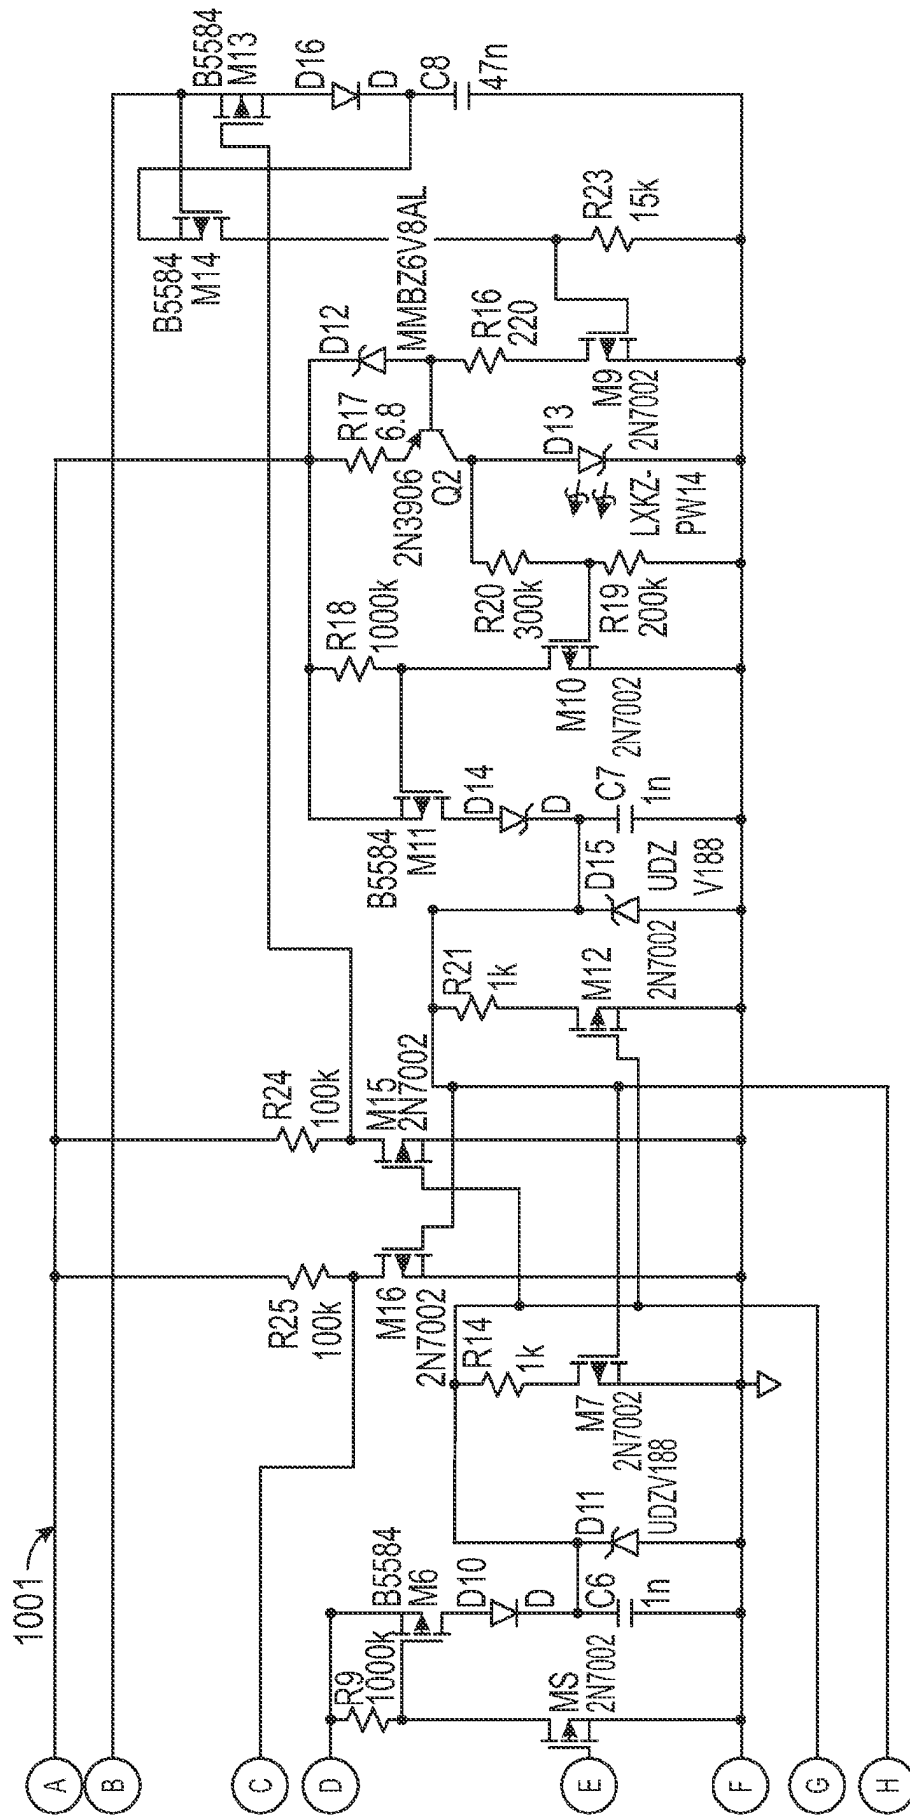 1001
A
B
C
D
E
F
G
H
R9
1000k
B5584
M6
D10
D
C6
1n
MS
2N7002
D11
UDZV188
R14
1k
M7
2N7002
R25
100k
M16
2N7002
R24
100k
M15
2N7002
R21
1k
M12
2N7002
D15
UDZ
V188
B5584
M11
D14
D
C7
1n
R18
1000k
M10
2N7002
R20
300k
R19
200k
R17
6.8
2N3906
Q2
D13
LXKZ-
PW14
D12
MMBZ6V8AL
R16
220
M9
2N7002
B5584
M14
R23
15k
B5584
M13
D16
D
C8
47n